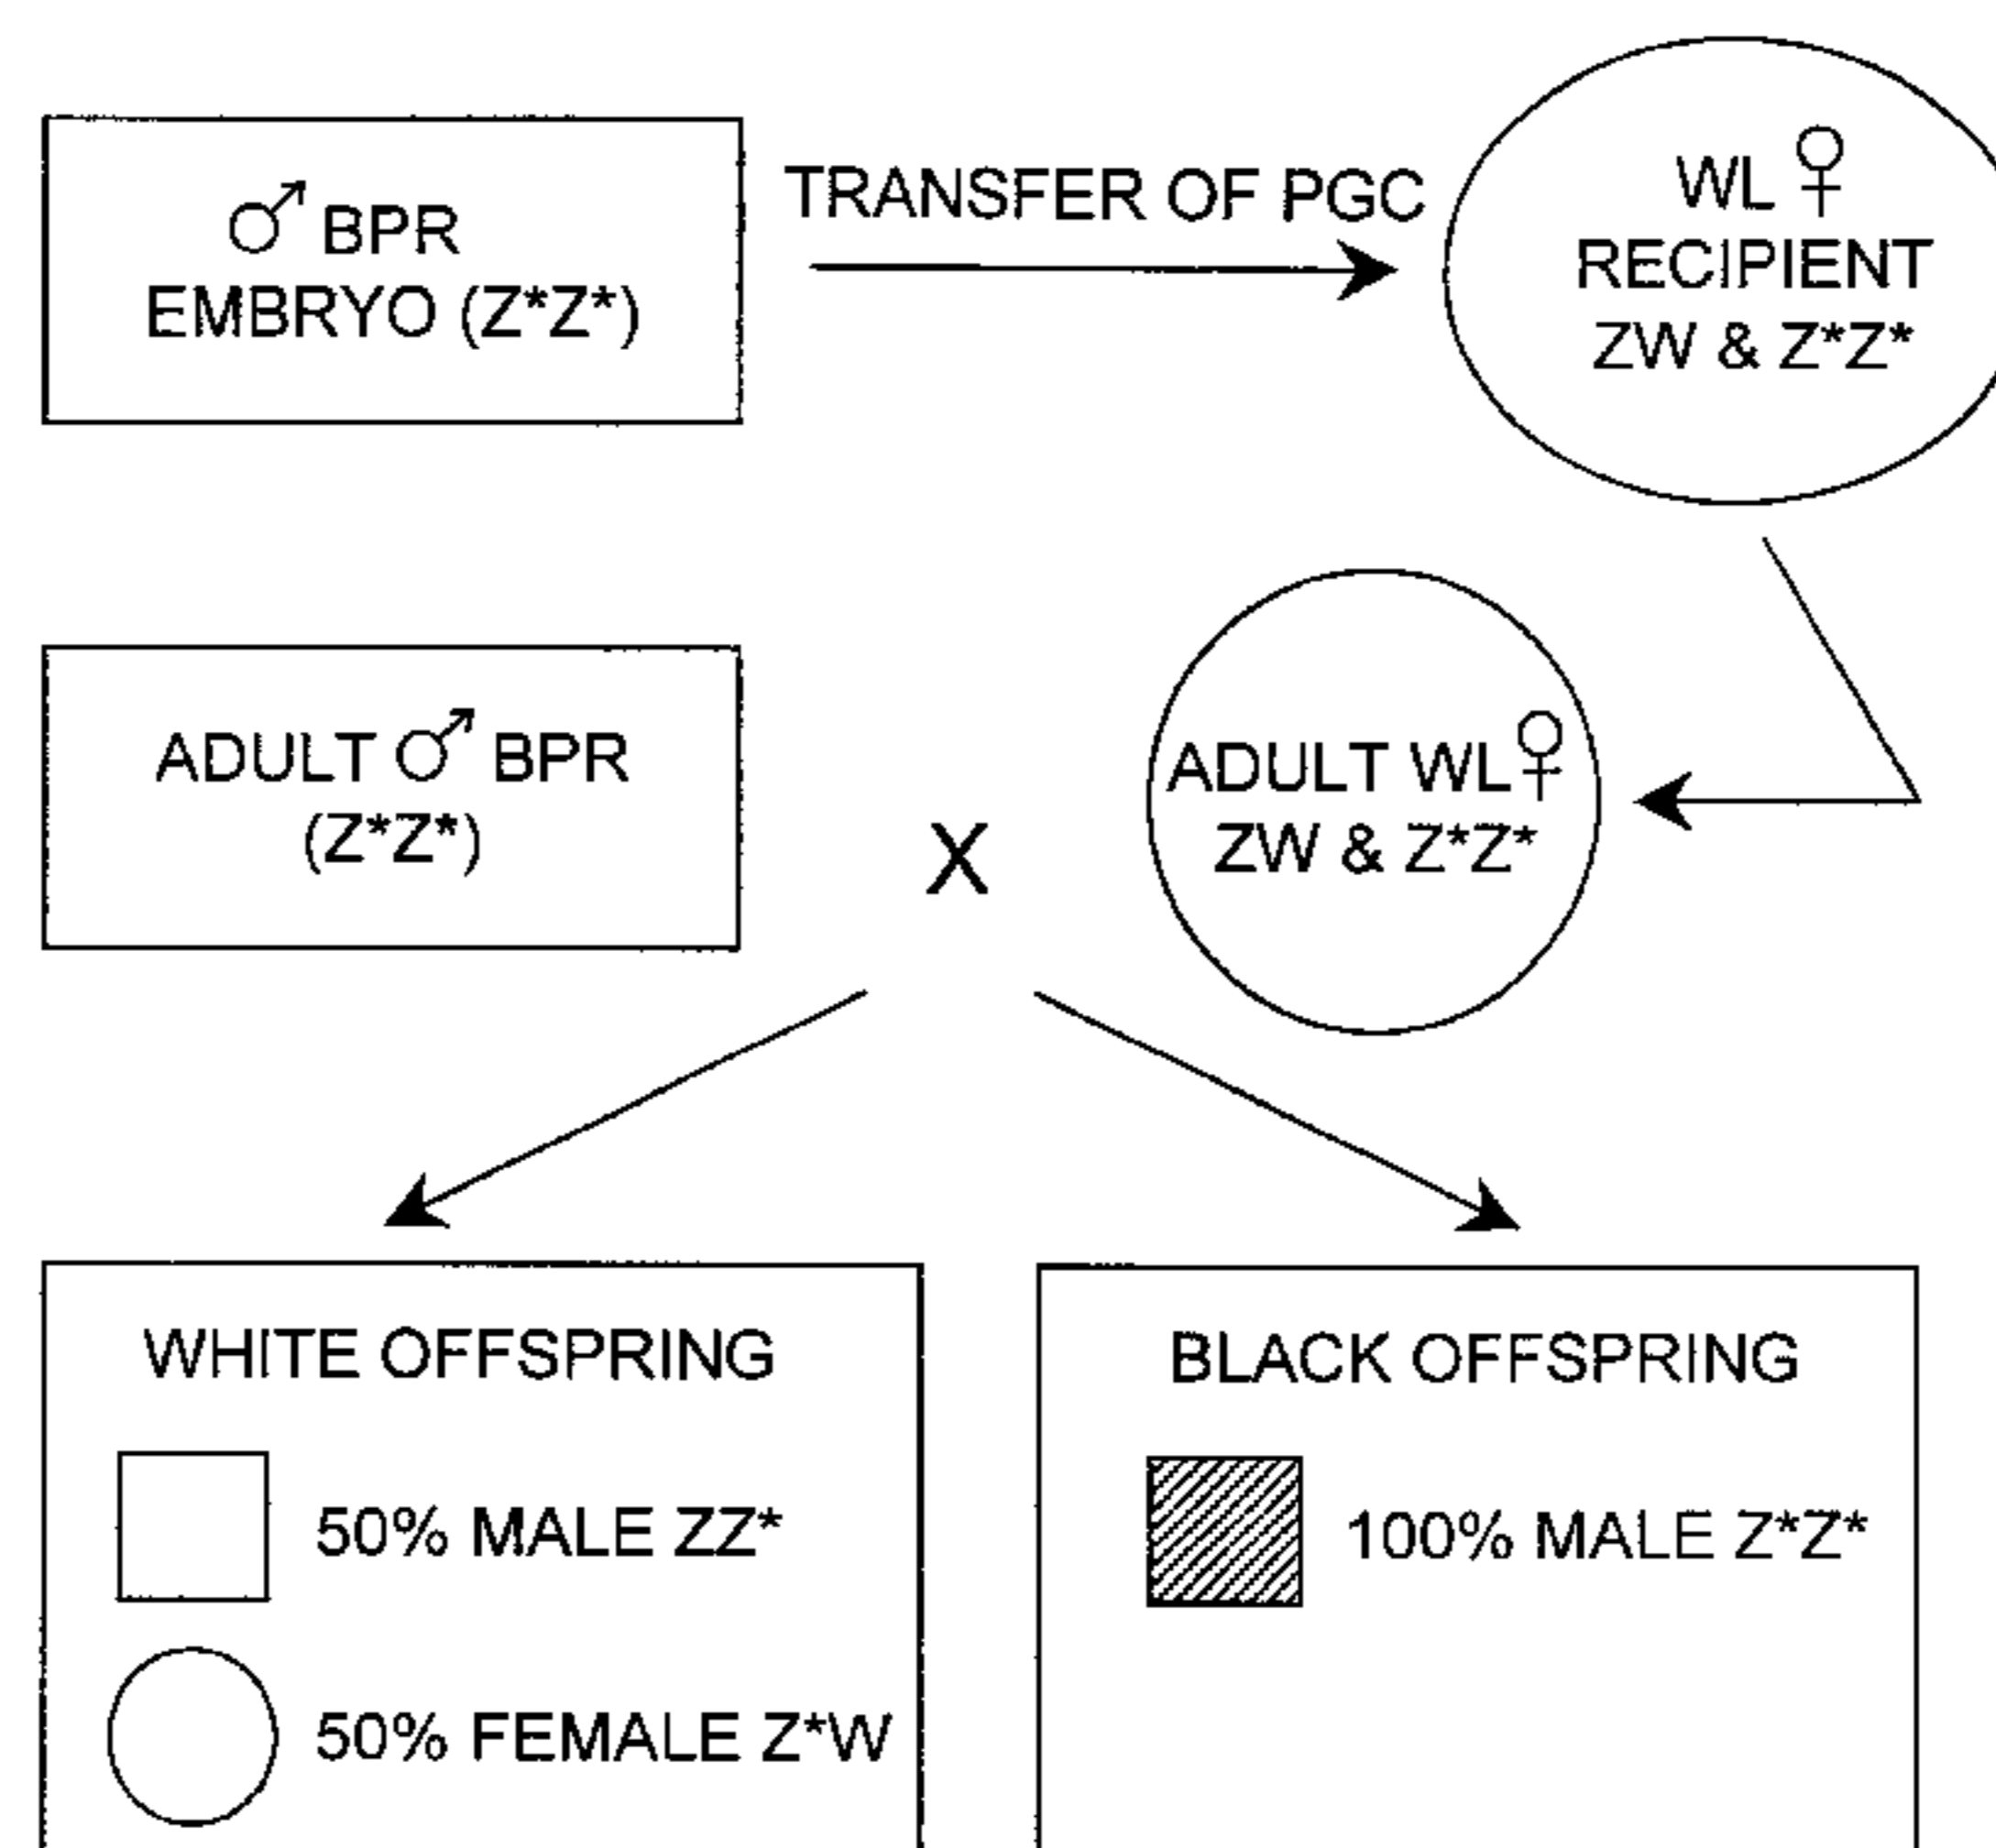 ♂ BPR
EMBRYO (Z*Z*)
TRANSFER OF PGC
WL ♀
RECIPIENT
ZW & Z*Z*
ADULT ♂ BPR
(Z*Z*)
X
ADULT WL ♀
ZW & Z*Z*
WHITE OFFSPRING
50% MALE ZZ*
50% FEMALE Z*W
BLACK OFFSPRING
100% MALE Z*Z*